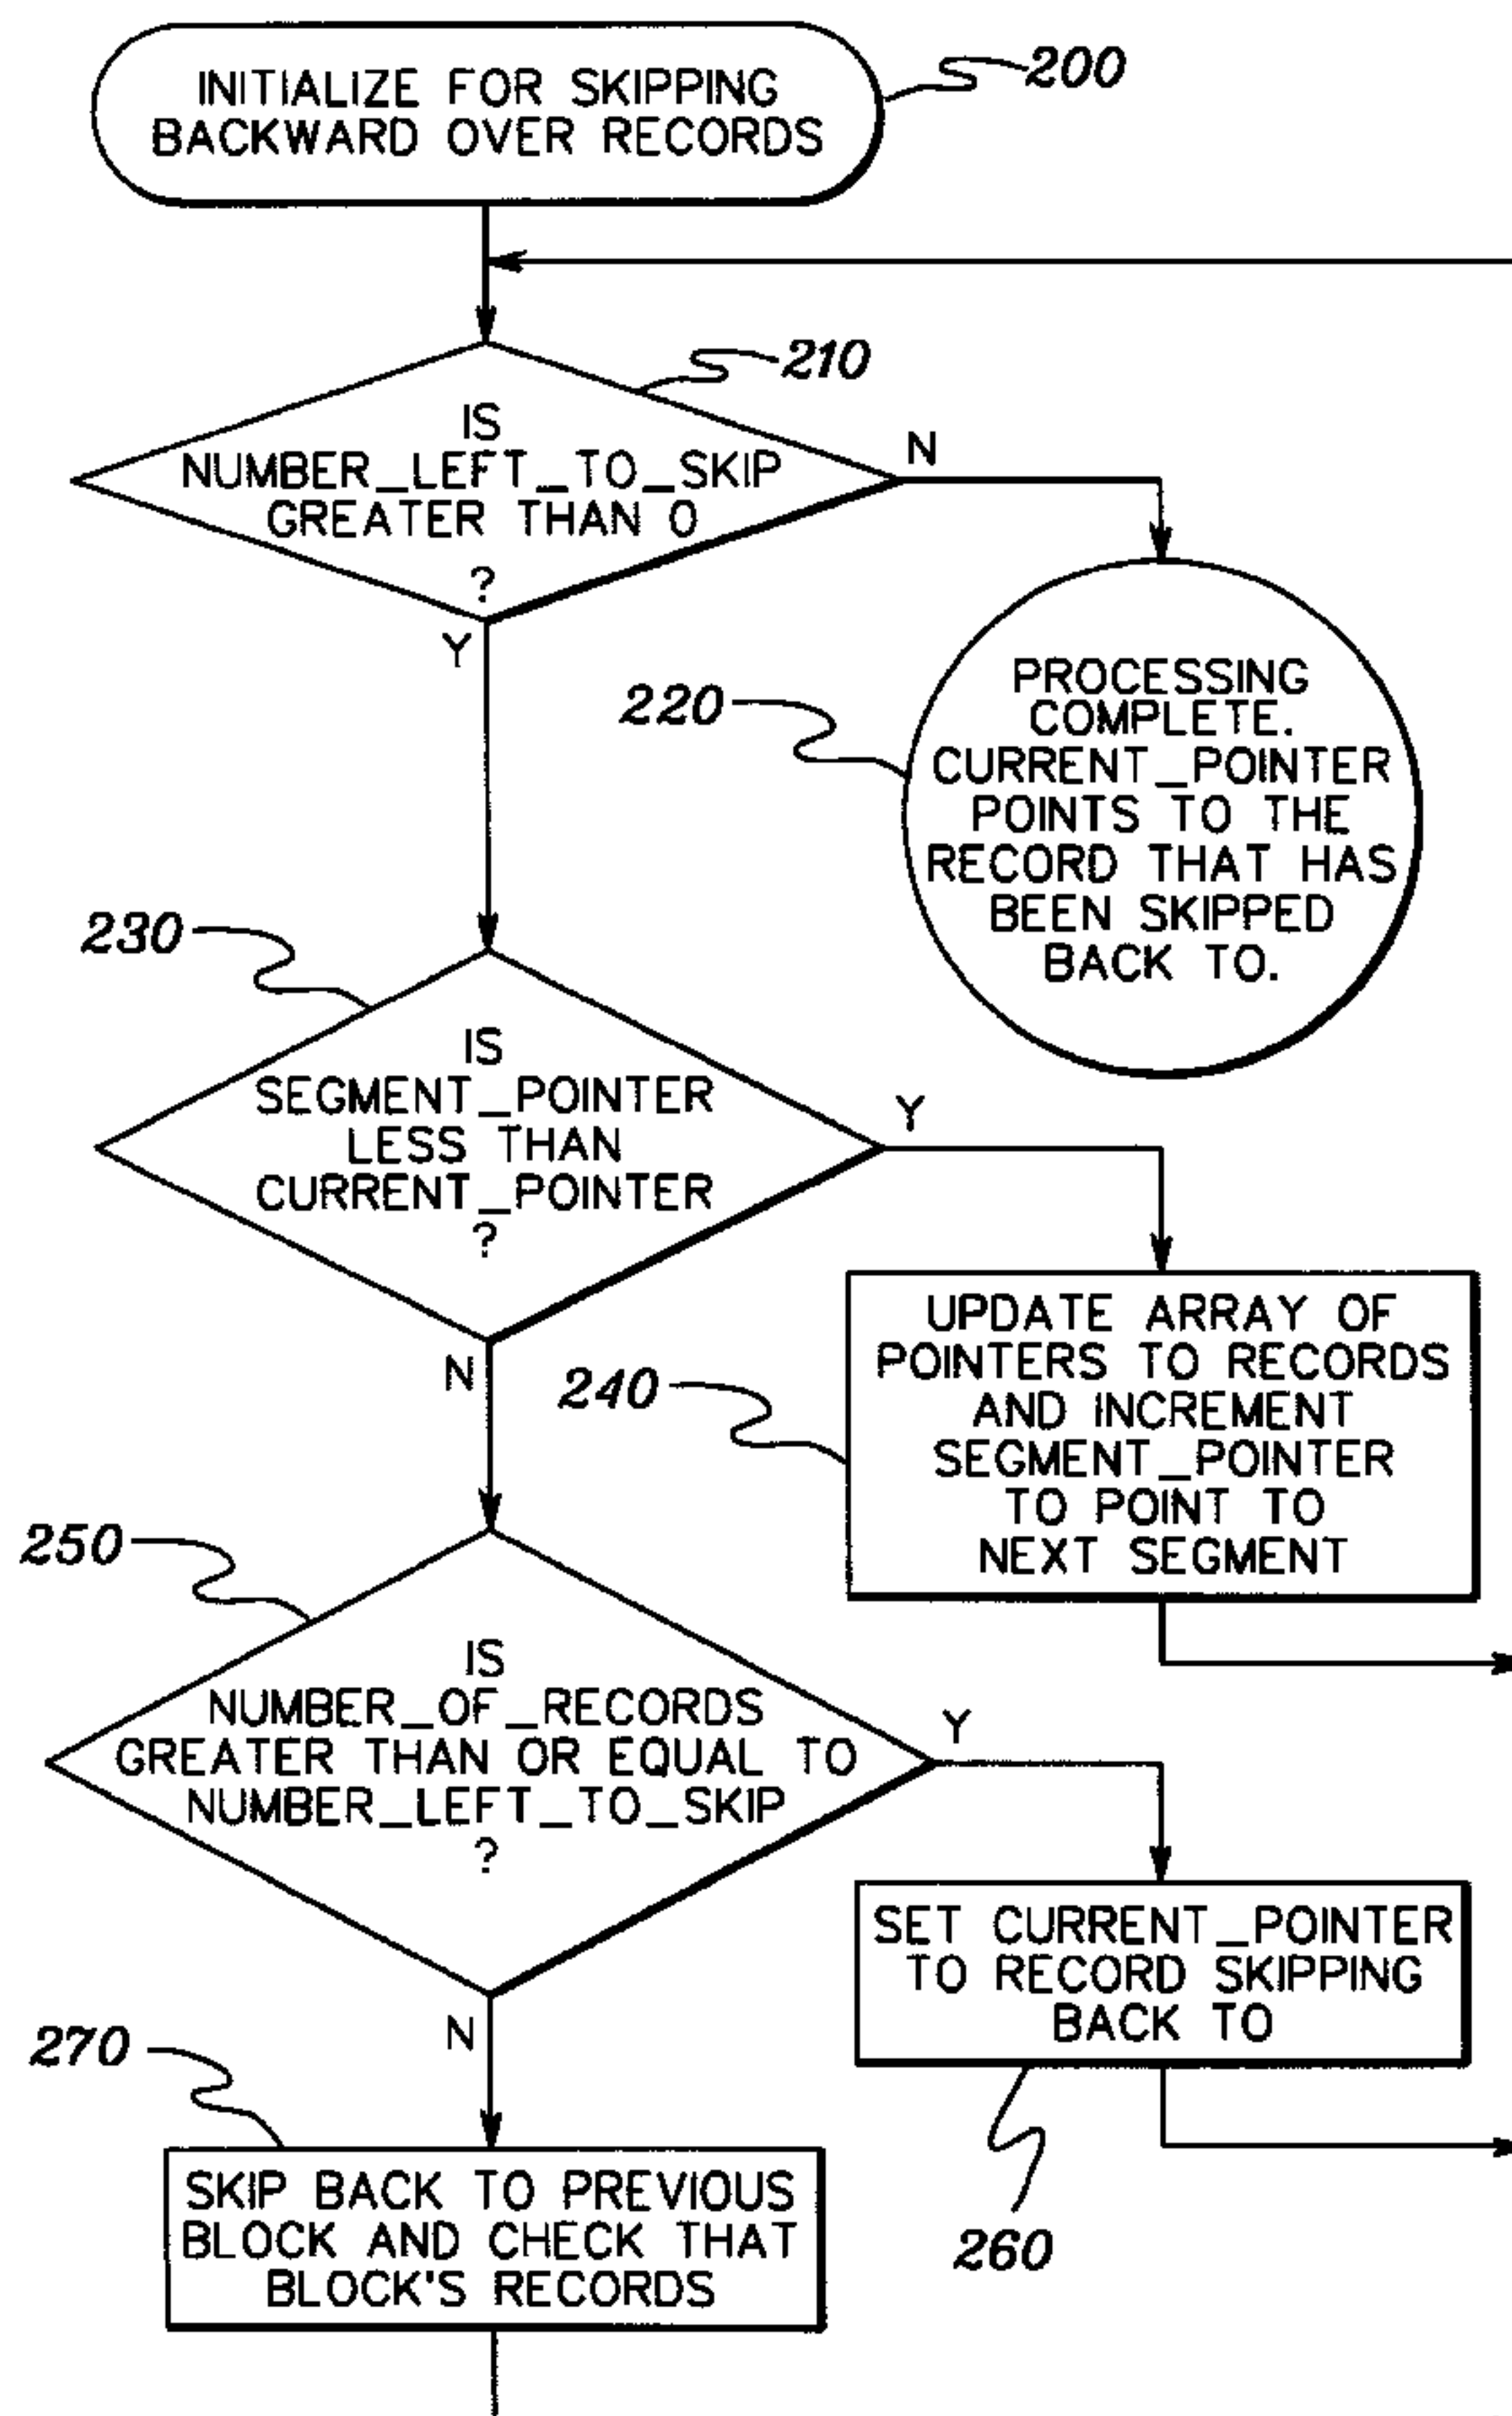 INITIALIZE FOR SKIPPING
BACKWARD OVER RECORDS
200
210
IS
NUMBER_LEFT_TO_SKIP
GREATER THAN 0
?
N
Y
220
PROCESSING
COMPLETE.
CURRENT_POINTER
POINTS TO THE
RECORD THAT HAS
BEEN SKIPPED
BACK TO.
230
IS
SEGMENT_POINTER
LESS THAN
CURRENT_POINTER
?
Y
N
240
UPDATE ARRAY OF
POINTERS TO RECORDS
AND INCREMENT
SEGMENT_POINTER
TO POINT TO
NEXT SEGMENT
250
IS
NUMBER_OF_RECORDS
GREATER THAN OR EQUAL TO
NUMBER_LEFT_TO_SKIP
?
Y
N
SET CURRENT_POINTER
TO RECORD SKIPPING
BACK TO
260
270
SKIP BACK TO PREVIOUS
BLOCK AND CHECK THAT
BLOCK'S RECORDS